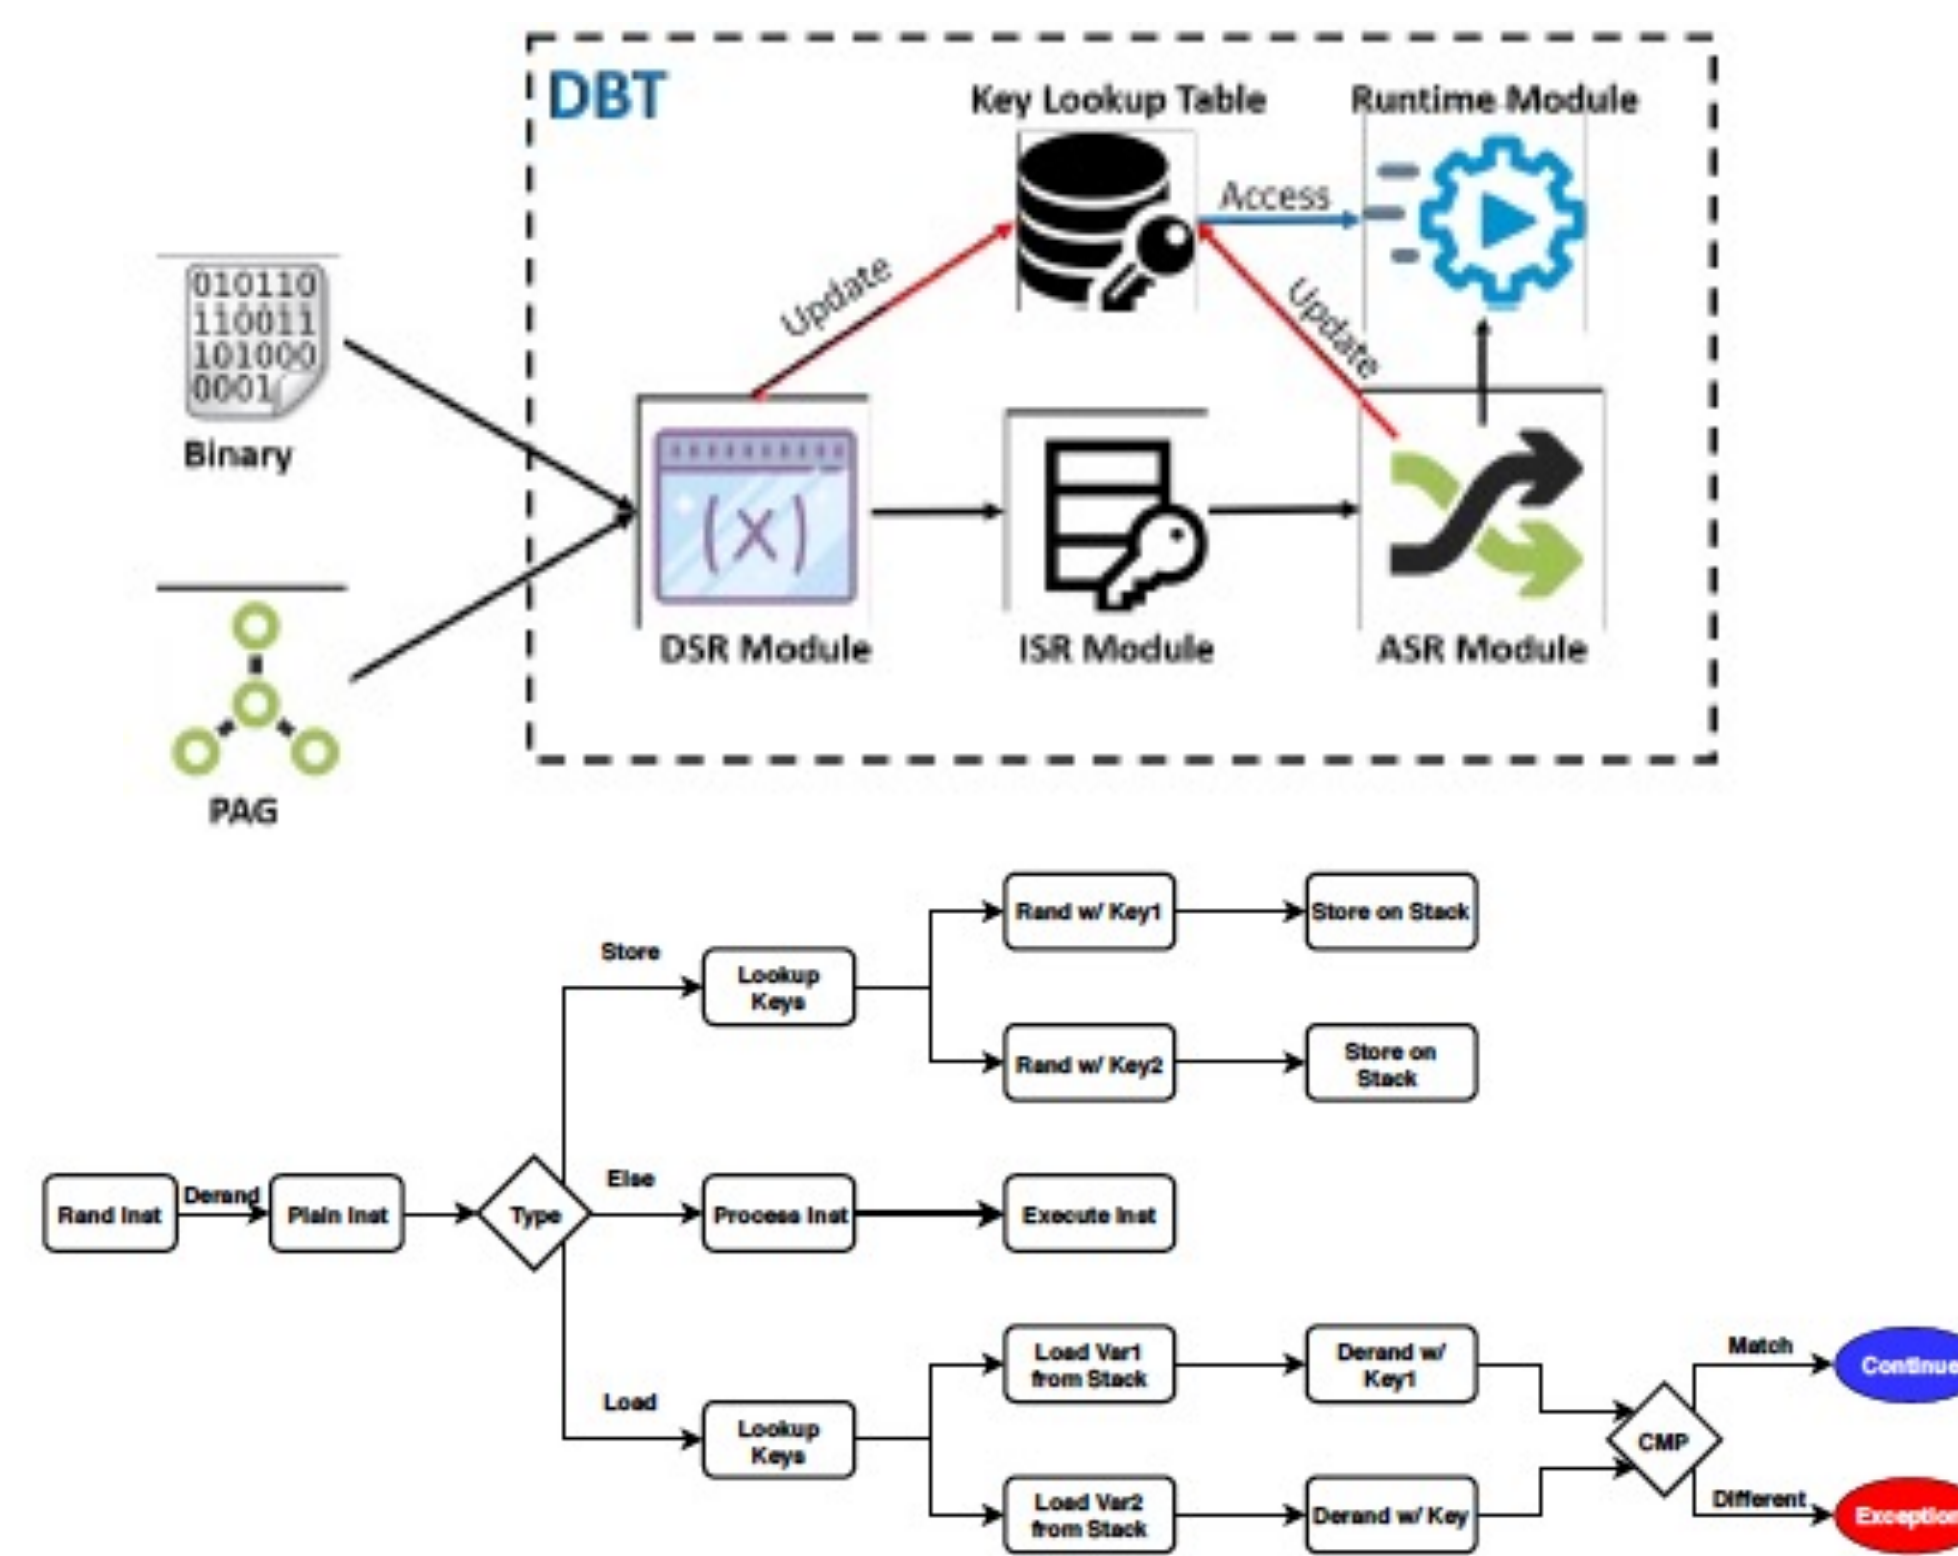 DBT
Key Lookup Table
Runtime Module
Access
Update
Update
010110
110011
101000
0001
Binary
(X)
DSR Module
ISR Module
ASR Module
PAG
Rand w/ Key1
Store on Stack
Store
Lookup
Keys
Rand w/ Key2
Store on
Stack
Rand Inst
Derand
Plain Inst
Type
Else
Process Inst
Execute Inst
Load
Lookup
Keys
Load Var1
from Stack
Derand w/
Key1
Match
Continue
CMP
Load Var2
from Stack
Derand w/ Key
Different
Exception